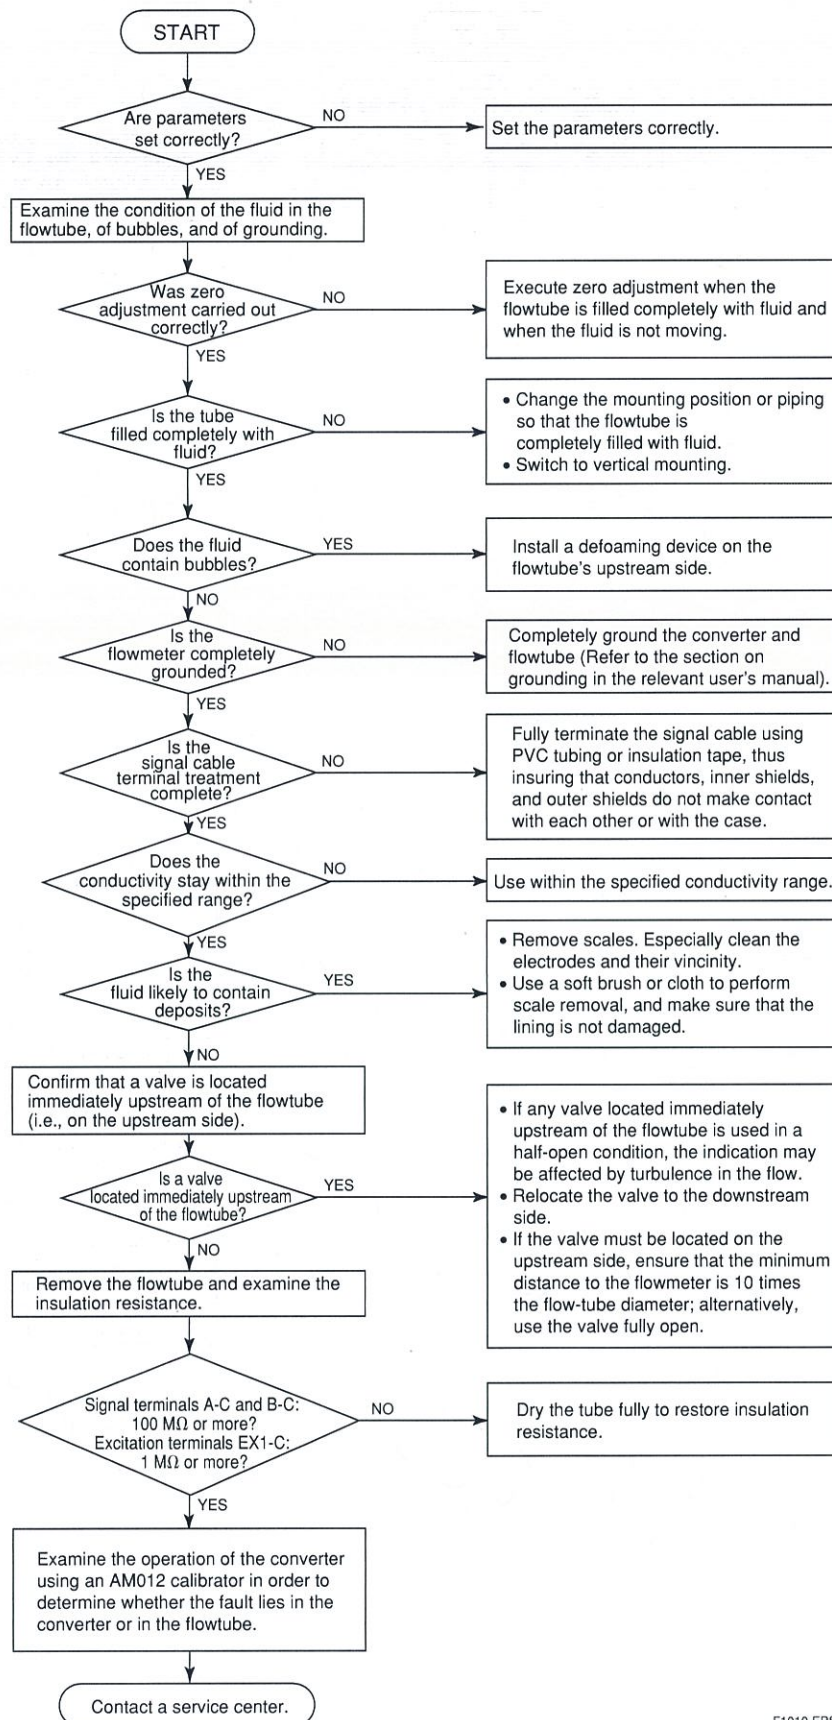 START
Are parameters
set correctly?
NO
Set the parameters correctly.
YES
Examine the condition of the fluid in the
flowtube, of bubbles, and of grounding.
Was zero
adjustment carried out
correctly?
NO
Execute zero adjustment when the
flowtube is filled completely with fluid and
when the fluid is not moving.
YES
Is the tube
filled completely with
fluid?
NO
• Change the mounting position or piping
so that the flowtube is
completely filled with fluid.
• Switch to vertical mounting.
YES
Does the fluid
contain bubbles?
YES
Install a defoaming device on the
flowtube's upstream side.
NO
Is the
flowmeter completely
grounded?
NO
Completely ground the converter and
flowtube (Refer to the section on
grounding in the relevant user's manual).
YES
Is the
signal cable
terminal treatment
complete?
NO
Fully terminate the signal cable using
PVC tubing or insulation tape, thus
insuring that conductors, inner shields,
and outer shields do not make contact
with each other or with the case.
YES
Does the
conductivity stay within the
specified range?
NO
Use within the specified conductivity range.
YES
Is the
fluid likely to contain
deposits?
YES
• Remove scales. Especially clean the
electrodes and their vincinity.
• Use a soft brush or cloth to perform
scale removal, and make sure that the
lining is not damaged.
NO
Confirm that a valve is located
immediately upstream of the flowtube
(i.e., on the upstream side).
Is a valve
located immediately upstream
of the flowtube?
YES
• If any valve located immediately
upstream of the flowtube is used in a
half-open condition, the indication may
be affected by turbulence in the flow.
• Relocate the valve to the downstream
side.
• If the valve must be located on the
upstream side, ensure that the minimum
distance to the flowmeter is 10 times
the flow-tube diameter; alternatively,
use the valve fully open.
NO
Remove the flowtube and examine the
insulation resistance.
Signal terminals A-C and B-C:
100 MΩ or more?
Excitation terminals EX1-C:
1 MΩ or more?
NO
Dry the tube fully to restore insulation
resistance.
YES
Examine the operation of the converter
using an AM012 calibrator in order to
determine whether the fault lies in the
converter or in the flowtube.
Contact a service center.